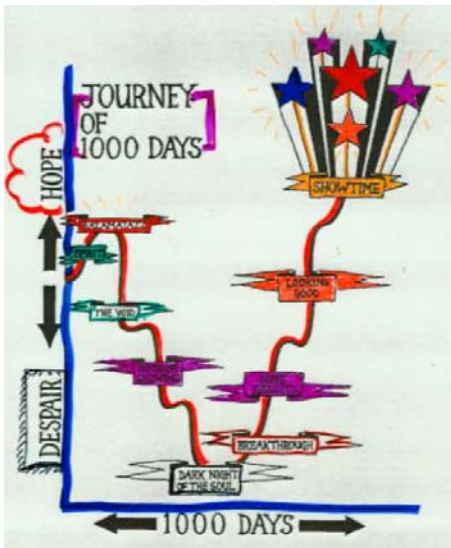 JOURNEY
OF
1000 DAYS
SHOWTIME
HOPE
RAZAMATAZZ
LOOKING
GOOD
THE VOID
DESPAIR
BREAKTHROUGH
DARK NIGHT
OF THE SOUL
1000 DAYS